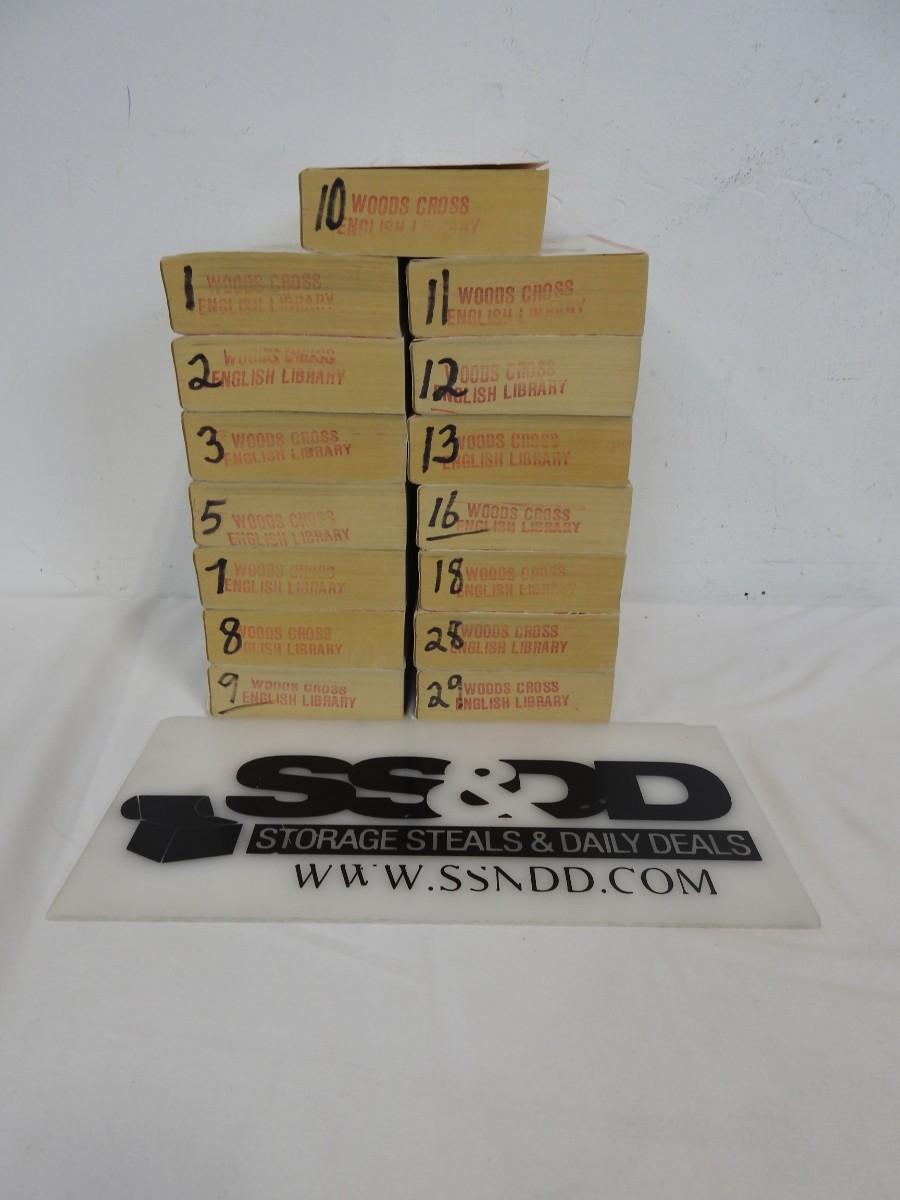 10 WOODS CROSS
ENGLISH LIBRARY
1 WOODS CROSS
ENGLISH LIBRARY
2 WOODS CROSS
ENGLISH LIBRARY
3 WOODS CROSS
ENGLISH LIBRARY
5 WOODS CROSS
ENGLISH LIBRARY
7 WOODS CROSS
ENGLISH LIBRARY
8 WOODS CROSS
ENGLISH LIBRARY
9 WOODS CROSS
ENGLISH LIBRARY
11 WOODS CROSS
ENGLISH LIBRARY
12 WOODS CROSS
ENGLISH LIBRARY
13 WOODS CROSS
ENGLISH LIBRARY
16 WOODS CROSS
ENGLISH LIBRARY
18 WOODS CROSS
ENGLISH LIBRARY
28 WOODS CROSS
ENGLISH LIBRARY
29 WOODS CROSS
ENGLISH LIBRARY
SS&DD
STORAGE STEALS & DAILY DEALS
WWW.SSNDD.COM